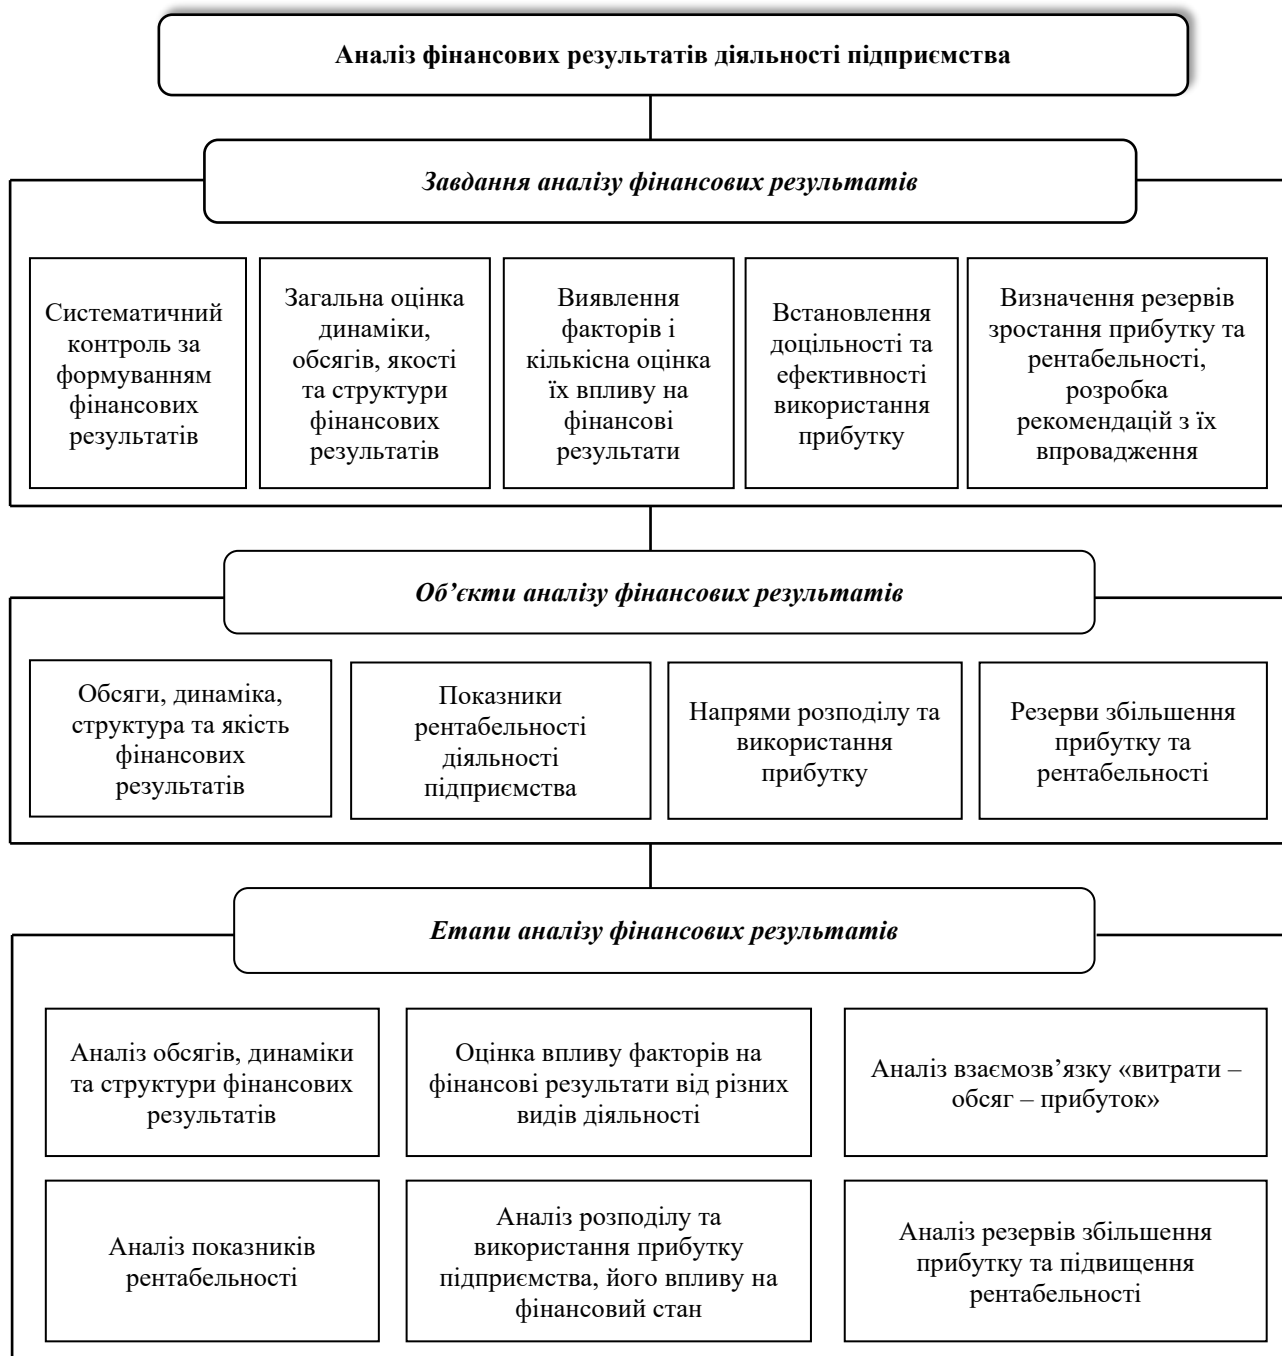 Аналіз фінансових результатів діяльності підприємства
Завдання аналізу фінансових результатів
Систематичний
контроль за
формуванням
фінансових
результатів
Загальна оцінка
динаміки,
обсягів, якості
та структури
фінансових
результатів
Виявлення
факторів і
кількісна оцінка
їх впливу на
фінансові
результати
Встановлення
доцільності та
ефективності
використання
прибутку
Визначення резервів
зростання прибутку та
рентабельності,
розробка
рекомендацій з їх
впровадження
Об’єкти аналізу фінансових результатів
Обсяги, динаміка,
структура та якість
фінансових
результатів
Показники
рентабельності
діяльності
підприємства
Напрями розподілу та
використання
прибутку
Резерви збільшення
прибутку та
рентабельності
Етапи аналізу фінансових результатів
Аналіз обсягів, динаміки
та структури фінансових
результатів
Оцінка впливу факторів на
фінансові результати від різних
видів діяльності
Аналіз взаємозв’язку «витрати –
обсяг – прибуток»
Аналіз показників
рентабельності
Аналіз розподілу та
використання прибутку
підприємства, його впливу на
фінансовий стан
Аналіз резервів збільшення
прибутку та підвищення
рентабельності